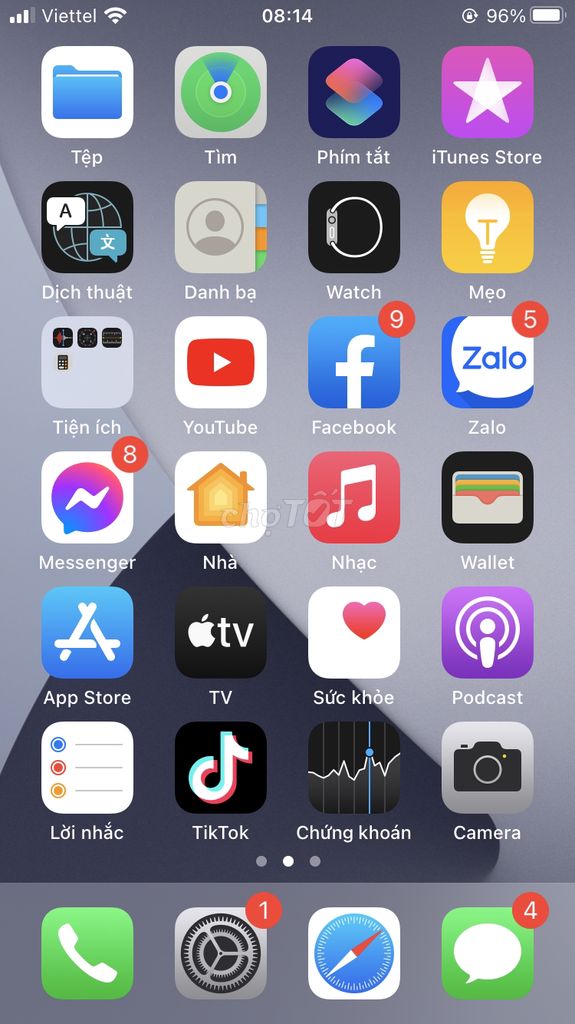 Viettel 08:14 96%
Tệp Tìm Phím tắt iTunes Store
A 文
Dịch thuật Danh bạ Watch Mẹo
9 5
Zalo
Tiện ích YouTube Facebook Zalo
8
chợTỐT
Messenger Nhà Nhạc Wallet
tv
App Store TV Sức khỏe Podcast
Lời nhắc TikTok Chứng khoán Camera
1 4